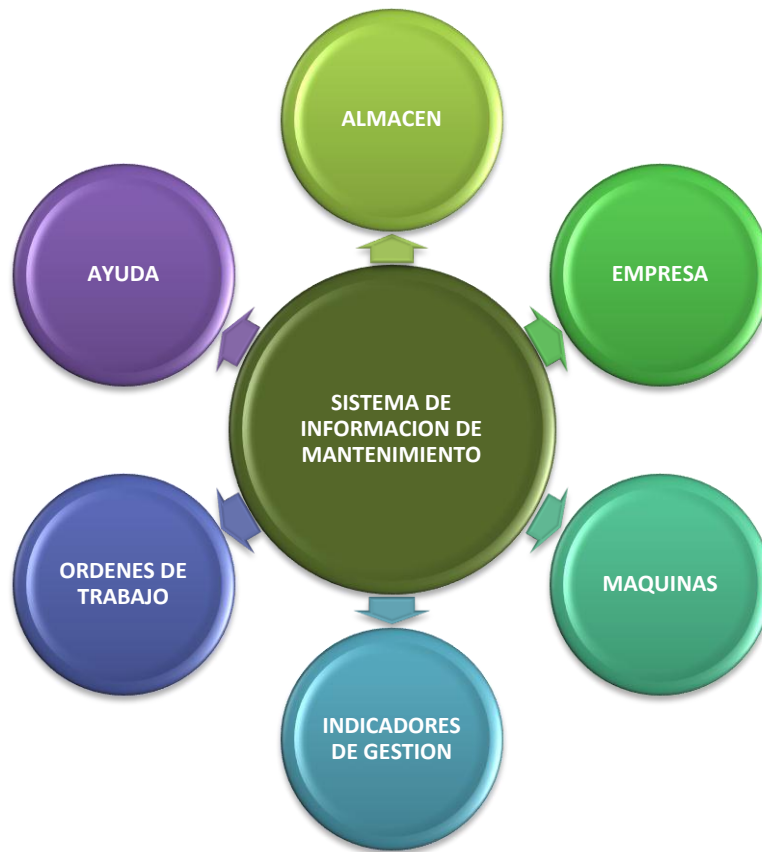 ALMACEN
EMPRESA
MAQUINAS
INDICADORES
DE GESTION
ORDENES DE
TRABAJO
AYUDA
SISTEMA DE
INFORMACION DE
MANTENIMIENTO